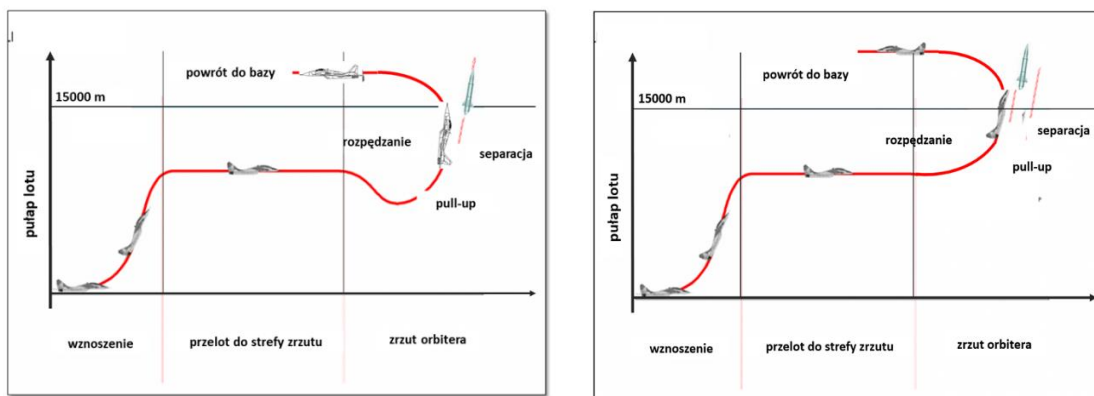 powrót do bazy
15000 m
rozpędzanie
separacja
pull-up
pułap lotu
wznoszenie
przelot do strefy zrzutu
zrzut orbitera
powrót do bazy
15000 m
rozpędzanie
separacja
pull-up
pułap lotu
wznoszenie
przelot do strefy zrzutu
zrzut orbitera